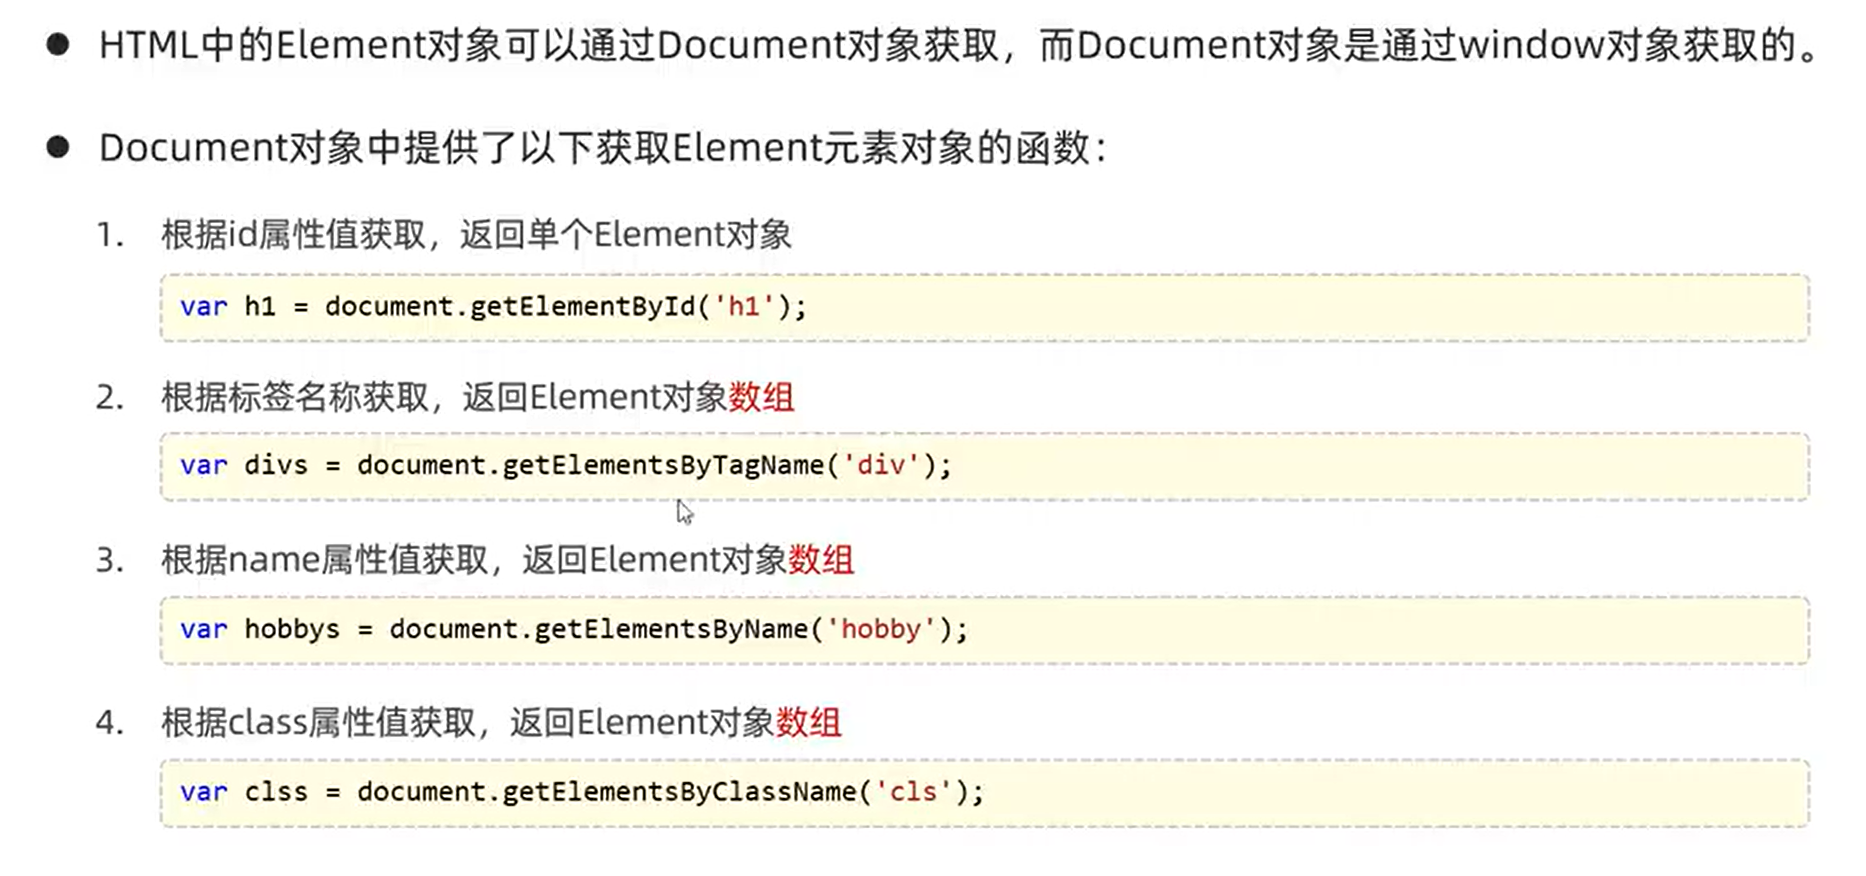 ● HTML中的Element对象可以通过Document对象获取，而Document对象是通过window对象获取的。
● Document对象中提供了以下获取Element元素对象的函数：
1. 根据id属性值获取，返回单个Element对象
var h1 = document.getElementById('h1');
2. 根据标签名称获取，返回Element对象数组
var divs = document.getElementsByTagName('div');
3. 根据name属性值获取，返回Element对象数组
var hobbys = document.getElementsByName('hobby');
4. 根据class属性值获取，返回Element对象数组
var clss = document.getElementsByClassName('cls');